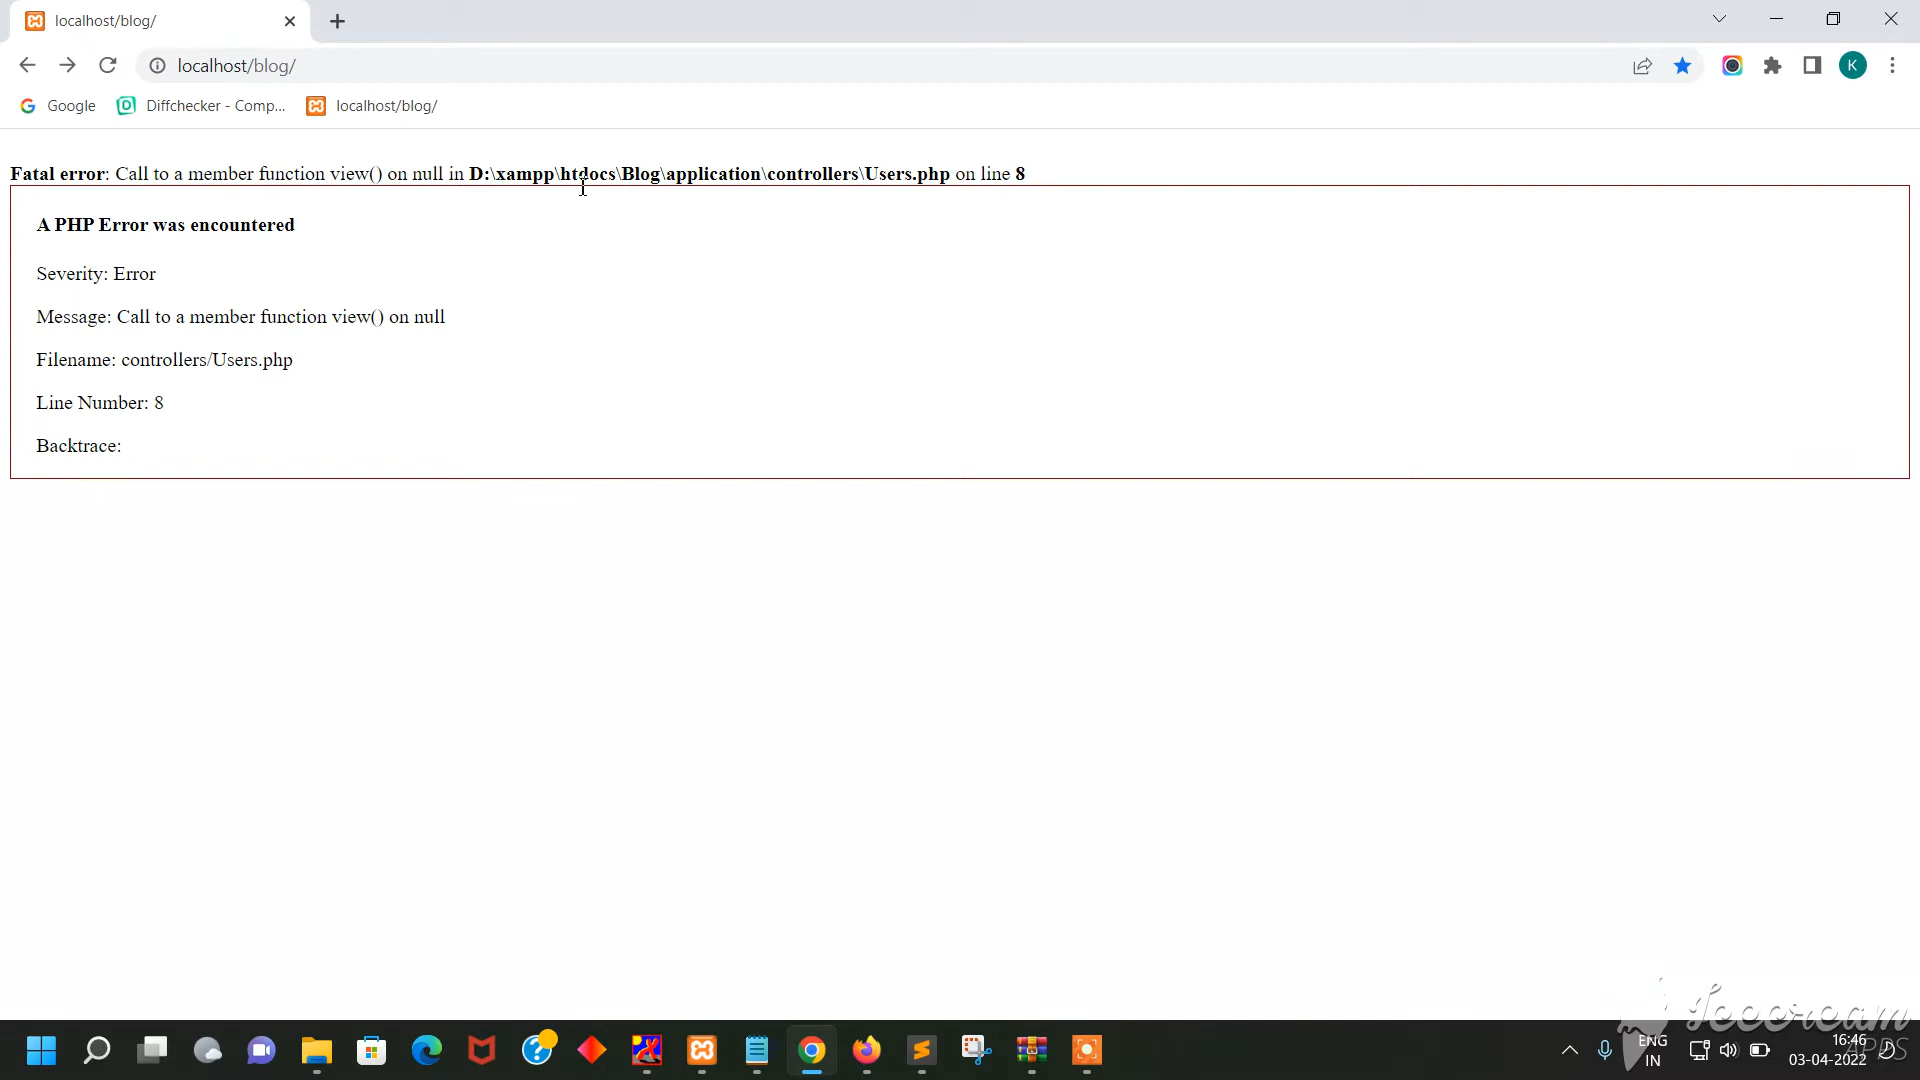 localhost/blog/
localhost/blog/
K
Google
Diffchecker - Comp...
localhost/blog/
Fatal error: Call to a member function view() on null in D:\xampp\htdocs\Blog\application\controllers\Users.php on line 8
A PHP Error was encountered
Severity: Error
Message: Call to a member function view() on null
Filename: controllers/Users.php
Line Number: 8
Backtrace:
Icecream
APPS
ENG
IN
16:46
03-04-2022